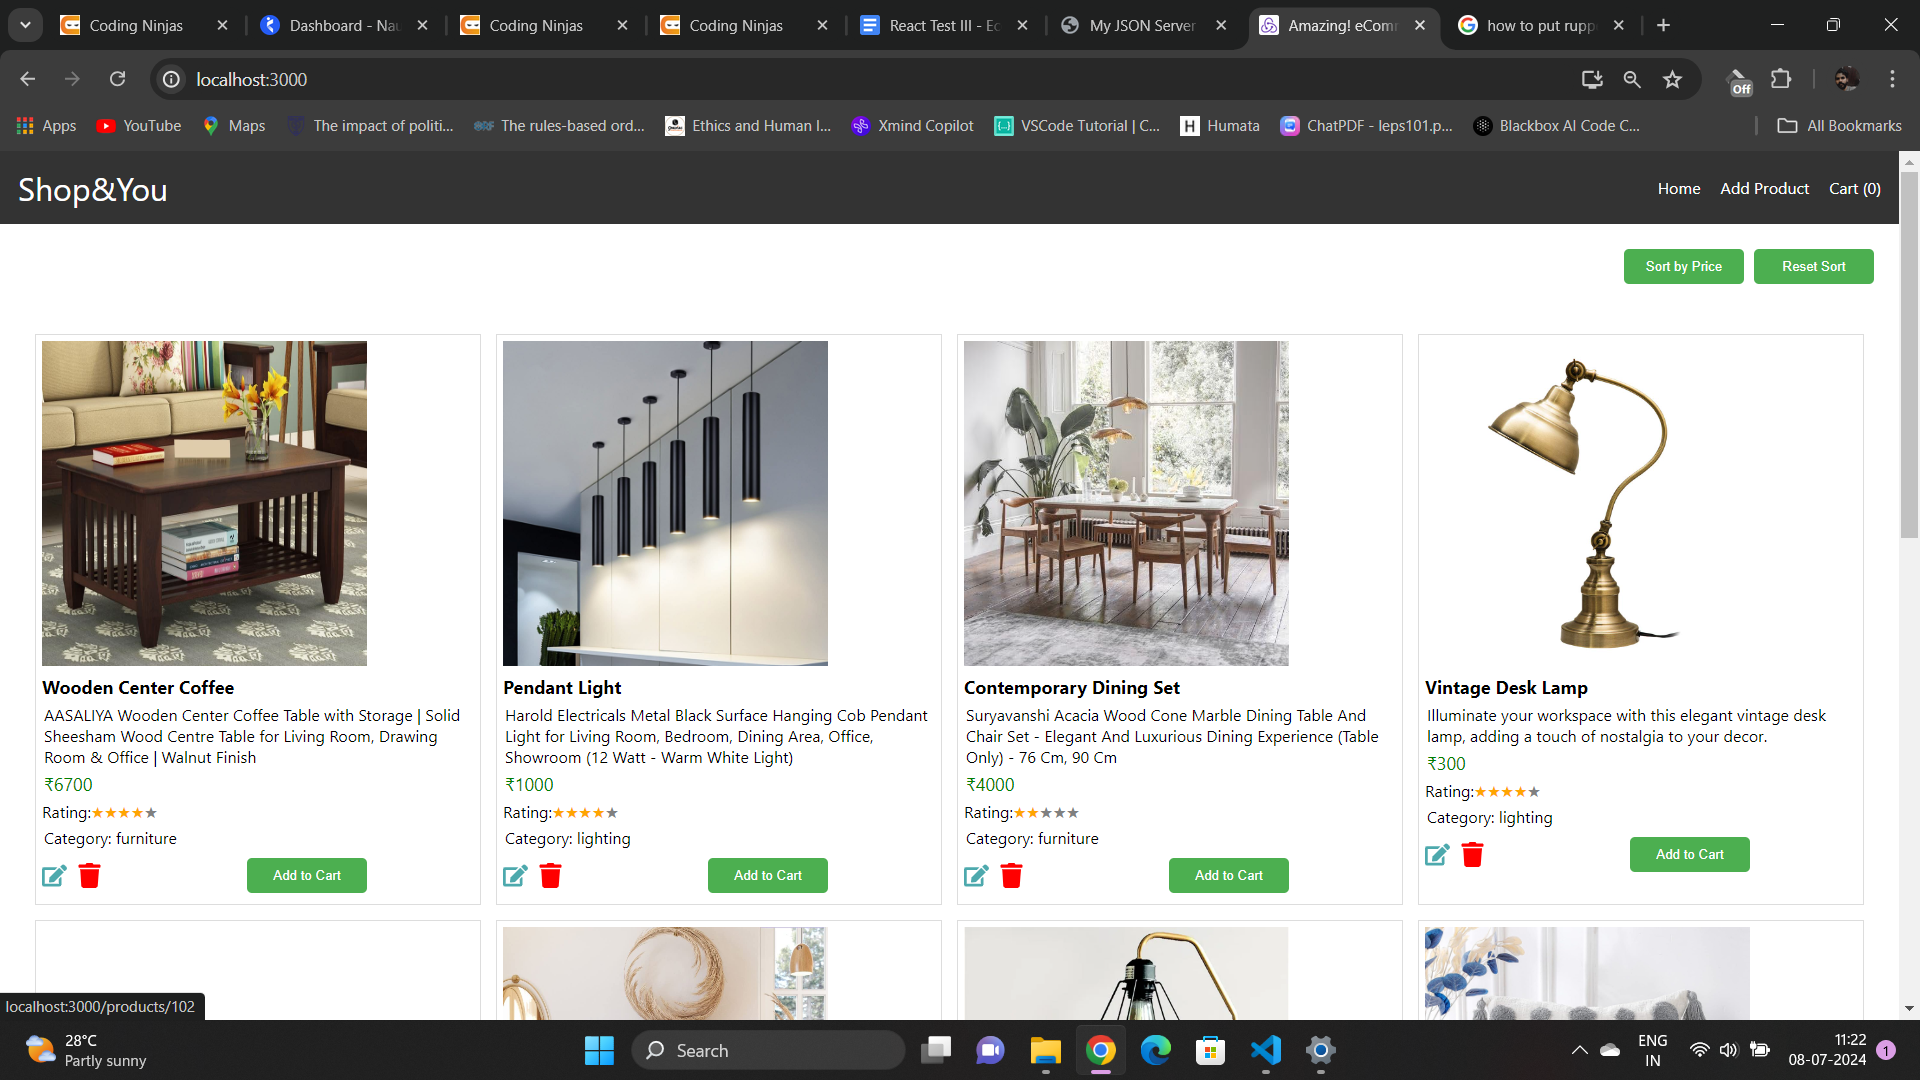 Coding Ninjas
Dashboard - Nau
Coding Ninjas
Coding Ninjas
React Test III - Ec
My JSON Server
Amazing! eComm
how to put rupp
localhost:3000
Off
Apps
YouTube
Maps
The impact of politi...
The rules-based ord...
Ethics and Human I...
Xmind Copilot
VSCode Tutorial | C...
Humata
ChatPDF - Ieps101.p...
Blackbox AI Code C...
All Bookmarks
Shop&You
Home
Add Product
Cart (0)
Sort by Price
Reset Sort
Wooden Center Coffee
AASALIYA Wooden Center Coffee Table with Storage | Solid
Sheesham Wood Centre Table for Living Room, Drawing
Room & Office | Walnut Finish
₹6700
Rating:★★★★★
Category: furniture
Add to Cart
Pendant Light
Harold Electricals Metal Black Surface Hanging Cob Pendant
Light for Living Room, Bedroom, Dining Area, Office,
Showroom (12 Watt - Warm White Light)
₹1000
Rating:★★★★★
Category: lighting
Add to Cart
Contemporary Dining Set
Suryavanshi Acacia Wood Cone Marble Dining Table And
Chair Set - Elegant And Luxurious Dining Experience (Table
Only) - 76 Cm, 90 Cm
₹4000
Rating:★★★★★
Category: furniture
Add to Cart
Vintage Desk Lamp
Illuminate your workspace with this elegant vintage desk
lamp, adding a touch of nostalgia to your decor.
₹300
Rating:★★★★★
Category: lighting
Add to Cart
localhost:3000/products/102
28°C
Partly sunny
Search
ENG
IN
11:22
08-07-2024
1